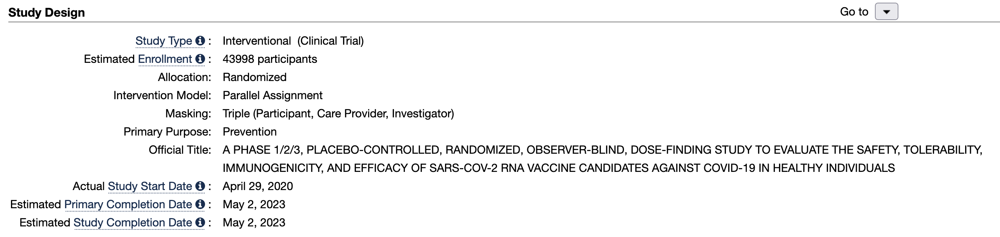 Study Design
Go to
Study Type : Interventional (Clinical Trial)
Estimated Enrollment : 43998 participants
Allocation: Randomized
Intervention Model: Parallel Assignment
Masking: Triple (Participant, Care Provider, Investigator)
Primary Purpose: Prevention
Official Title: A PHASE 1/2/3, PLACEBO-CONTROLLED, RANDOMIZED, OBSERVER-BLIND, DOSE-FINDING STUDY TO EVALUATE THE SAFETY, TOLERABILITY,
IMMUNOGENICITY, AND EFFICACY OF SARS-COV-2 RNA VACCINE CANDIDATES AGAINST COVID-19 IN HEALTHY INDIVIDUALS
Actual Study Start Date : April 29, 2020
Estimated Primary Completion Date : May 2, 2023
Estimated Study Completion Date : May 2, 2023